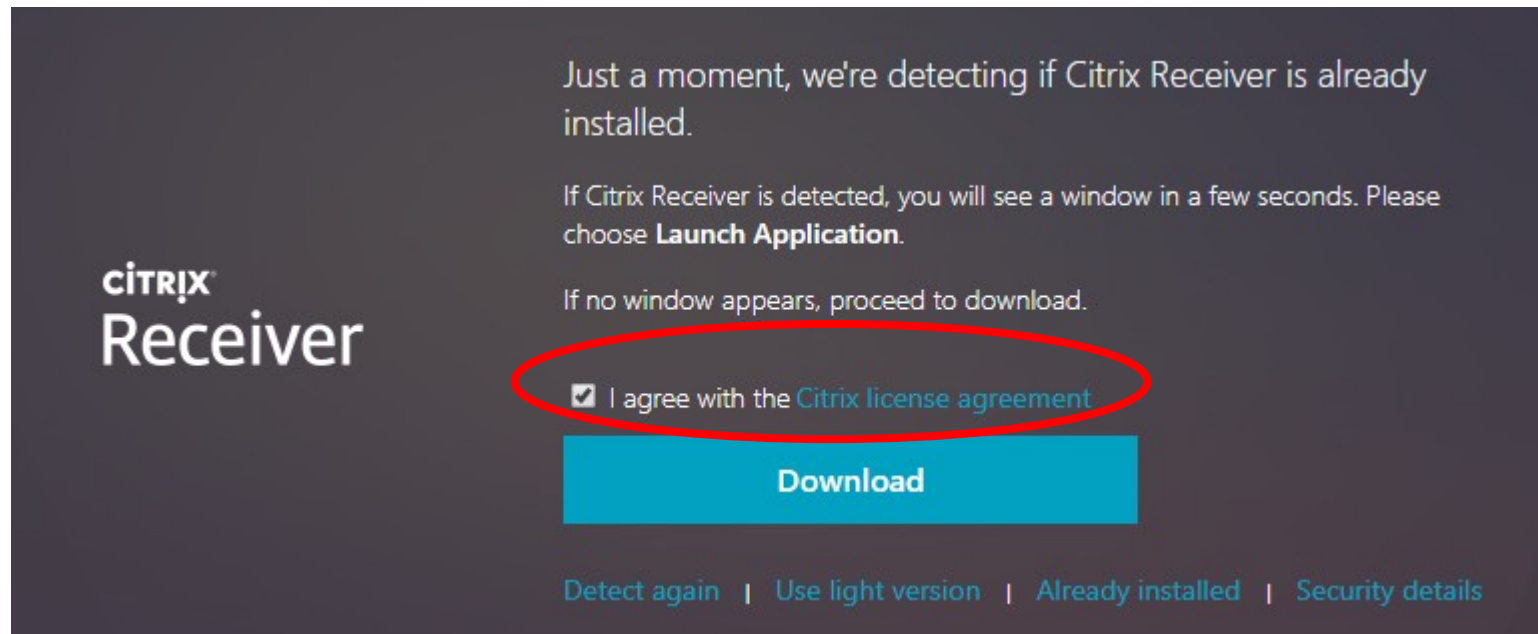 Just a moment, we're detecting if Citrix Receiver is already
installed.
If Citrix Receiver is detected, you will see a window in a few seconds. Please
choose Launch Application.
If no window appears, proceed to download.
CİTRIX®
Receiver
I agree with the Citrix license agreement
Download
Detect again | Use light version | Already installed | Security details